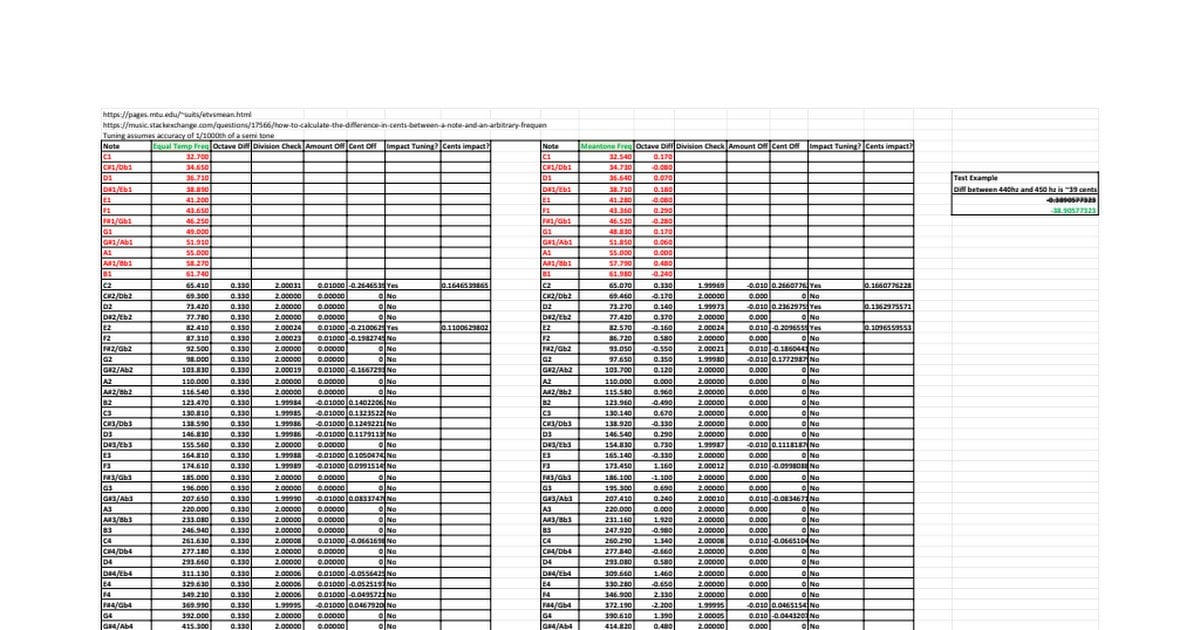 https://pages.mtu.edu/~suits/etvsmean.html
https://music.stackexchange.com/questions/17566/how-to-calculate-the-difference-in-cents-between-a-note-and-an-arbitrary-frequen
Tuning assumes accuracy of 1/1000th of a semi tone
Note Equal Temp Freq Octave Diff Division Check Amount Off Cent Off Impact Tuning? Cents impact? Note Meantone Freq Octave Diff Division Check Amount Off Cent Off Impact Tuning? Cents impact?
C1 32.700 C1 32.540 0.170
C#1/Db1 34.650 C#1/Db1 34.730 -0.080
D1 36.710 D1 36.640 0.070 Test Example
D#1/Eb1 38.890 D#1/Eb1 38.710 0.180 Diff between 440hz and 450 hz is ~39 cents
E1 41.200 E1 41.280 -0.080 -0.3890577323
F1 43.650 F1 43.360 0.290 -38.90577323
F#1/Gb1 46.250 F#1/Gb1 46.520 -0.280
G1 49.000 G1 48.830 0.170
G#1/Ab1 51.910 G#1/Ab1 51.850 0.060
A1 55.000 A1 55.000 0.000
A#1/Bb1 58.270 A#1/Bb1 57.790 0.480
B1 61.740 B1 61.980 -0.240
C2 65.410 0.330 2.00031 0.01000 -0.2646539 Yes 0.1646539865 C2 65.070 0.330 1.99969 -0.010 0.2660776 Yes 0.1660776228
C#2/Db2 69.300 0.330 2.00000 0.00000 0 No C#2/Db2 69.460 -0.170 2.00000 0.000 0 No
D2 73.420 0.330 2.00000 0.00000 0 No D2 73.270 0.140 1.99973 -0.010 0.2362975 Yes 0.1362975571
D#2/Eb2 77.780 0.330 2.00000 0.00000 0 No D#2/Eb2 77.420 0.370 2.00000 0.000 0 No
E2 82.410 0.330 2.00024 0.01000 -0.2100629 Yes 0.1100629802 E2 82.570 -0.160 2.00024 0.010 -0.2096559 Yes 0.1096559553
F2 87.310 0.330 2.00023 0.01000 -0.1982745 No F2 86.720 0.580 2.00000 0.000 0 No
F#2/Gb2 92.500 0.330 2.00000 0.00000 0 No F#2/Gb2 93.050 -0.550 2.00021 0.010 -0.1860443 No
G2 98.000 0.330 2.00000 0.00000 0 No G2 97.650 0.350 1.99980 -0.010 0.1772987 No
G#2/Ab2 103.830 0.330 2.00019 0.01000 -0.166729 No G#2/Ab2 103.700 0.120 2.00000 0.000 0 No
A2 110.000 0.330 2.00000 0.00000 0 No A2 110.000 0.000 2.00000 0.000 0 No
A#2/Bb2 116.540 0.330 2.00000 0.00000 0 No A#2/Bb2 115.580 0.960 2.00000 0.000 0 No
B2 123.470 0.330 1.99984 -0.01000 0.1402206 No B2 123.960 -0.490 2.00000 0.000 0 No
C3 130.810 0.330 1.99985 -0.01000 0.1323522 No C3 130.140 0.670 2.00000 0.000 0 No
C#3/Db3 138.590 0.330 1.99986 -0.01000 0.1249221 No C#3/Db3 138.920 -0.330 2.00000 0.000 0 No
D3 146.830 0.330 1.99986 -0.01000 0.1179113 No D3 146.540 0.290 2.00000 0.000 0 No
D#3/Eb3 155.560 0.330 2.00000 0.00000 0 No D#3/Eb3 154.830 0.730 1.99987 -0.010 0.1118187 No
E3 164.810 0.330 1.99988 -0.01000 0.1050474 No E3 165.140 -0.330 2.00000 0.000 0 No
F3 174.610 0.330 1.99989 -0.01000 0.0991514 No F3 173.450 1.160 2.00012 0.010 -0.0998088 No
F#3/Gb3 185.000 0.330 2.00000 0.00000 0 No F#3/Gb3 186.100 -1.100 2.00000 0.000 0 No
G3 196.000 0.330 2.00000 0.00000 0 No G3 195.300 0.690 2.00000 0.000 0 No
G#3/Ab3 207.650 0.330 1.99990 -0.01000 0.0833747 No G#3/Ab3 207.410 0.240 2.00010 0.010 -0.083467 No
A3 220.000 0.330 2.00000 0.00000 0 No A3 220.000 0.000 2.00000 0.000 0 No
A#3/Bb3 233.080 0.330 2.00000 0.00000 0 No A#3/Bb3 231.160 1.920 2.00000 0.000 0 No
B3 246.940 0.330 2.00000 0.00000 0 No B3 247.920 -0.980 2.00000 0.000 0 No
C4 261.630 0.330 2.00008 0.01000 -0.0661698 No C4 260.290 1.340 2.00008 0.010 -0.0665104 No
C#4/Db4 277.180 0.330 2.00000 0.00000 0 No C#4/Db4 277.840 -0.660 2.00000 0.000 0 No
D4 293.660 0.330 2.00000 0.00000 0 No D4 293.080 0.580 2.00000 0.000 0 No
D#4/Eb4 311.130 0.330 2.00006 0.01000 -0.0556425 No D#4/Eb4 309.660 1.460 2.00000 0.000 0 No
E4 329.630 0.330 2.00006 0.01000 -0.0525197 No E4 330.280 -0.650 2.00000 0.000 0 No
F4 349.230 0.330 2.00006 0.01000 -0.049572 No F4 346.900 2.330 2.00000 0.000 0 No
F#4/Gb4 369.990 0.330 1.99995 -0.01000 0.0467920 No F#4/Gb4 372.190 -2.200 1.99995 -0.010 0.0465154 No
G4 392.000 0.330 2.00000 0.00000 0 No G4 390.610 1.390 2.00005 0.010 -0.0443207 No
G#4/Ab4 415.300 0.330 2.00000 0.00000 0 No G#4/Ab4 414.820 0.480 2.00000 0.000 0 No